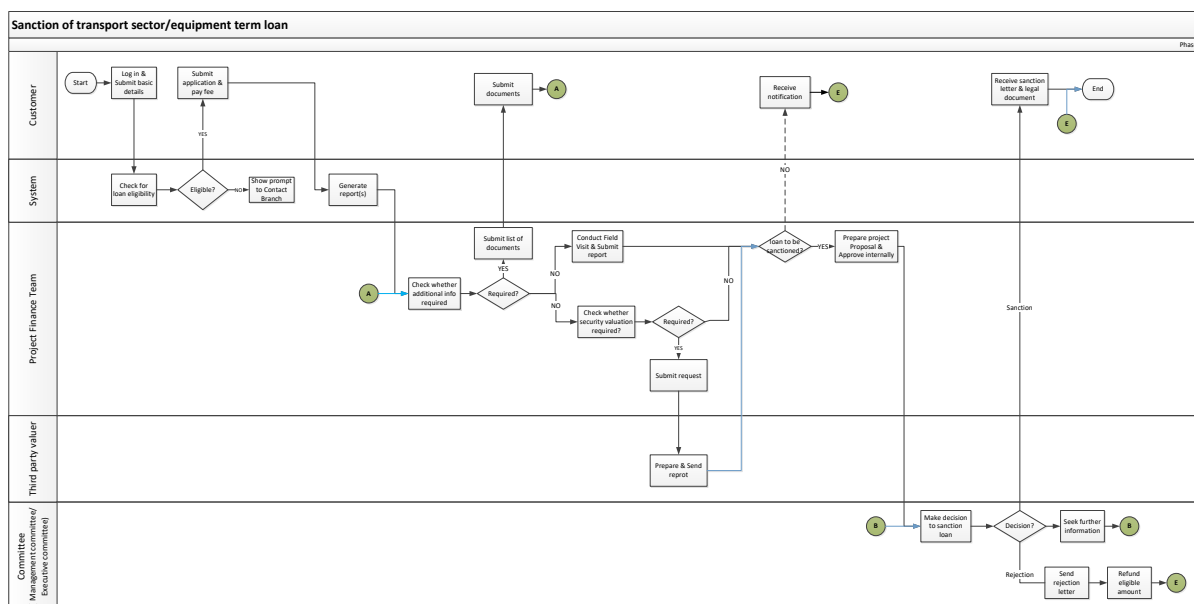 Sanction of transport sector/equipment term loan
Phas
Customer
Start
Log in &
Submit basic
details
Submit
application &
pay fee
Submit
documents
A
Receive
notification
E
Receive sanction
letter & legal
document
End
E
YES
NO
System
Check for
loan eligibility
Eligible?
NO
Show prompt
to Contact
Branch
Generate
report(s)
Project Finance Team
Submit list of
documents
YES
A
Check whether
additional info
required
Required?
NO
NO
Conduct Field
Visit & Submit
report
Check whether
security valuation
required?
Required?
NO
YES
Submit request
loan to be
sanctioned?
YES
Prepare project
Proposal &
Approve internally
Sanction
Third party valuer
Prepare & Send
reprot
Committee
Management committee/
Executive committee)
B
Make decision
to sanction
loan
Decision?
Seek further
information
B
Rejection
Send
rejection
letter
Refund
eligible
amount
E